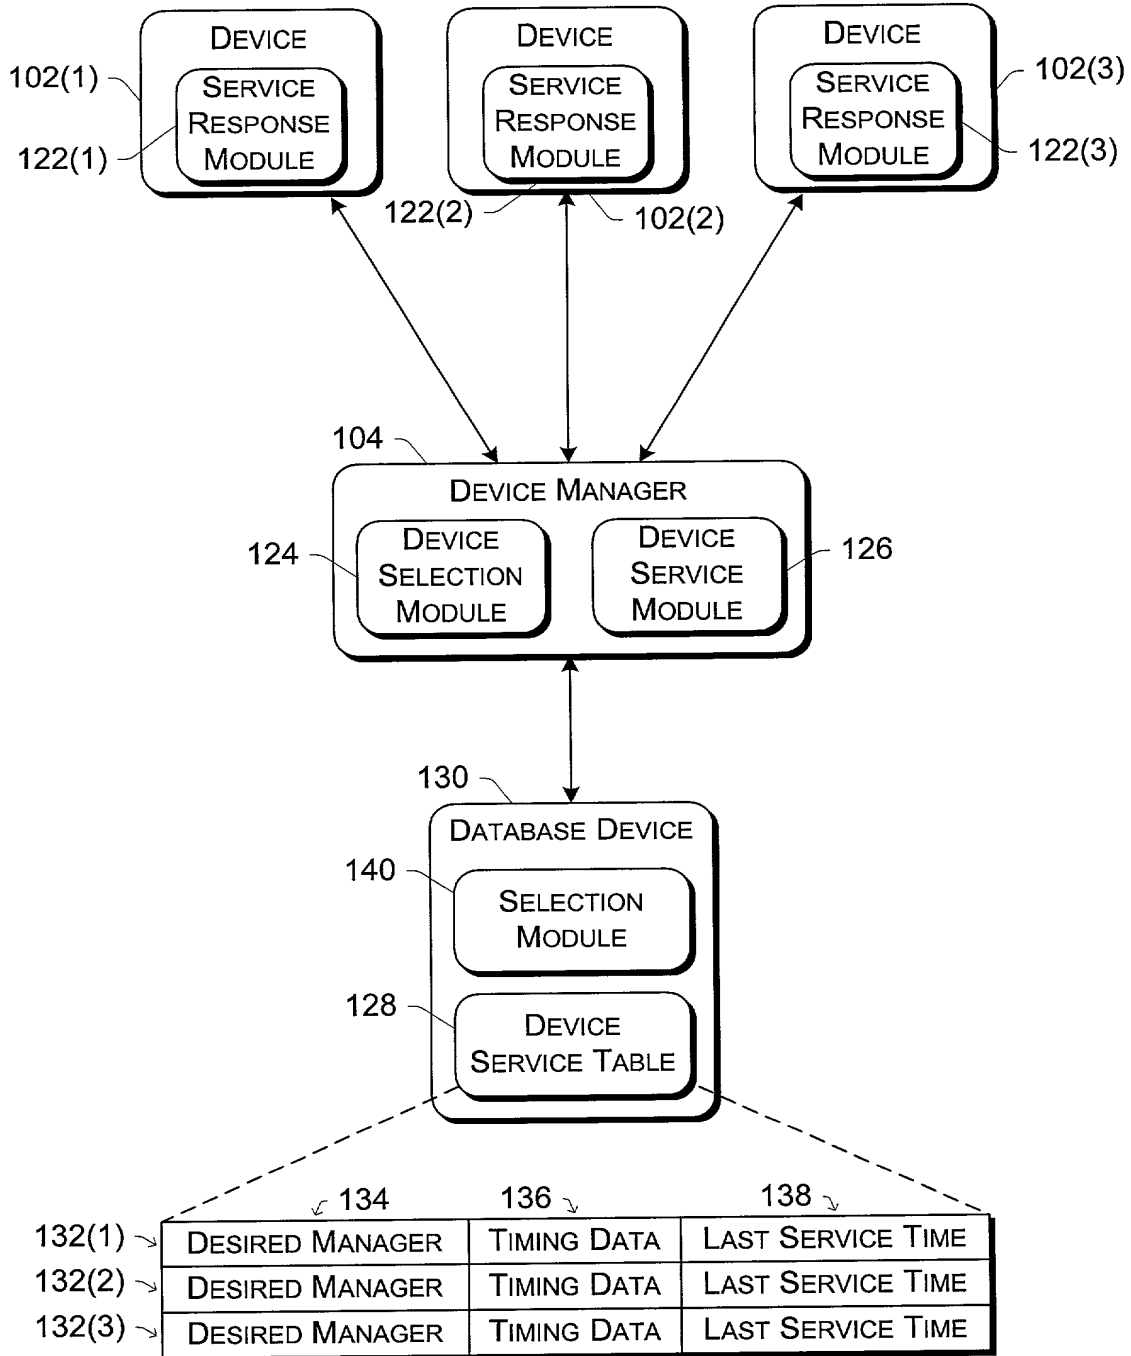 DEVICE
DEVICE
DEVICE
102(1)
SERVICE
RESPONSE
MODULE
122(1)
SERVICE
RESPONSE
MODULE
122(2)
102(2)
SERVICE
RESPONSE
MODULE
102(3)
122(3)
104
DEVICE MANAGER
124
DEVICE
SELECTION
MODULE
DEVICE
SERVICE
MODULE
126
130
DATABASE DEVICE
140
SELECTION
MODULE
128
DEVICE
SERVICE TABLE
134 136 138
132(1) DESIRED MANAGER TIMING DATA LAST SERVICE TIME
132(2) DESIRED MANAGER TIMING DATA LAST SERVICE TIME
132(3) DESIRED MANAGER TIMING DATA LAST SERVICE TIME